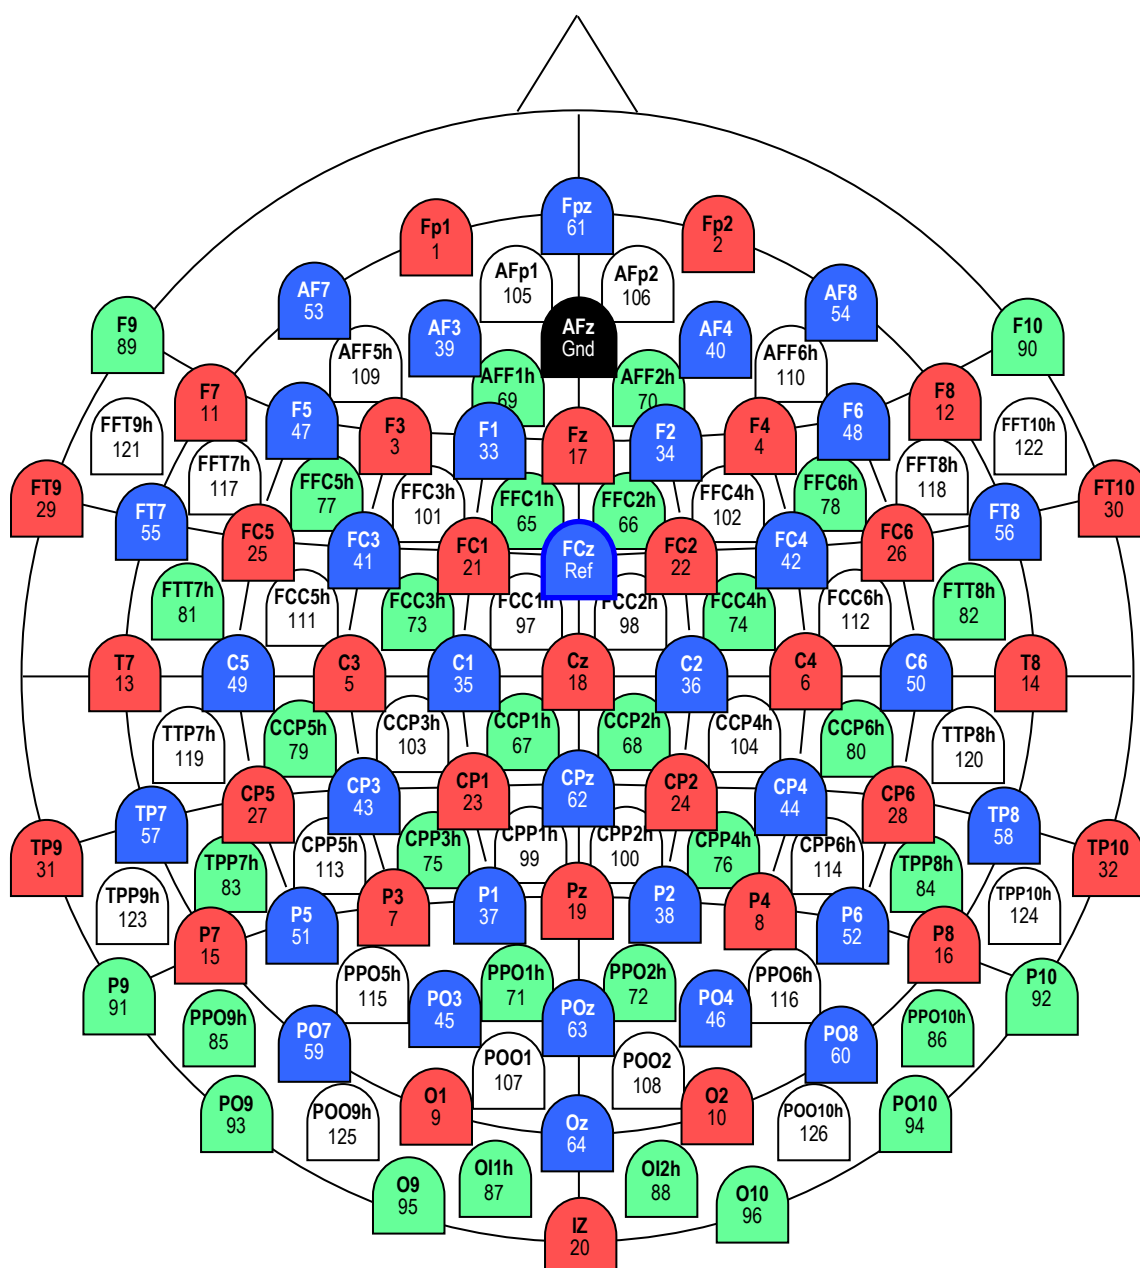 Fpz
61
Fp1
1
Fp2
2
AFp1
105
AFp2
106
AF7
53
AF8
54
F9
89
AF3
39
AFz
Gnd
AF4
40
F10
90
AFF5h
109
AFF6h
110
AFF1h
69
AFF2h
70
F7
11
F8
12
F5
47
F3
3
F1
33
Fz
17
F2
34
F4
4
F6
48
FFT9h
121
FFT10h
122
FFT7h
117
FFT8h
118
FFC5h
77
FFC3h
101
FFC1h
65
FFC2h
66
FFC4h
102
FFC6h
78
FT9
29
FT10
30
FT7
55
FT8
56
FC5
25
FC3
41
FC1
21
FCz
Ref
FC2
22
FC4
42
FC6
26
FTT7h
81
FCC5h
111
FCC3h
73
FCC1h
97
FCC2h
98
FCC4h
74
FCC6h
112
FTT8h
82
T7
13
C5
49
C3
5
C1
35
Cz
18
C2
36
C4
6
C6
50
T8
14
TTP7h
119
CCP5h
79
CCP3h
103
CCP1h
67
CCP2h
68
CCP4h
104
CCP6h
80
TTP8h
120
TP7
57
CP5
27
CP3
43
CP1
23
CPz
62
CP2
24
CP4
44
CP6
28
TP8
58
TP9
31
TP10
32
TPP7h
83
CPP5h
113
CPP3h
75
CPP1h
99
CPP2h
100
CPP4h
76
CPP6h
114
TPP8h
84
TPP9h
123
TPP10h
124
P7
15
P5
51
P3
7
P1
37
Pz
19
P2
38
P4
8
P6
52
P8
16
P9
91
P10
92
PPO5h
115
PPO1h
71
PPO2h
72
PPO6h
116
PPO9h
85
PO3
45
POz
63
PO4
46
PPO10h
86
PO7
59
PO8
60
POO1
107
POO2
108
PO9
93
POO9h
125
O1
9
Oz
64
O2
10
POO10h
126
PO10
94
O9
95
OI1h
87
OI2h
88
O10
96
IZ
20